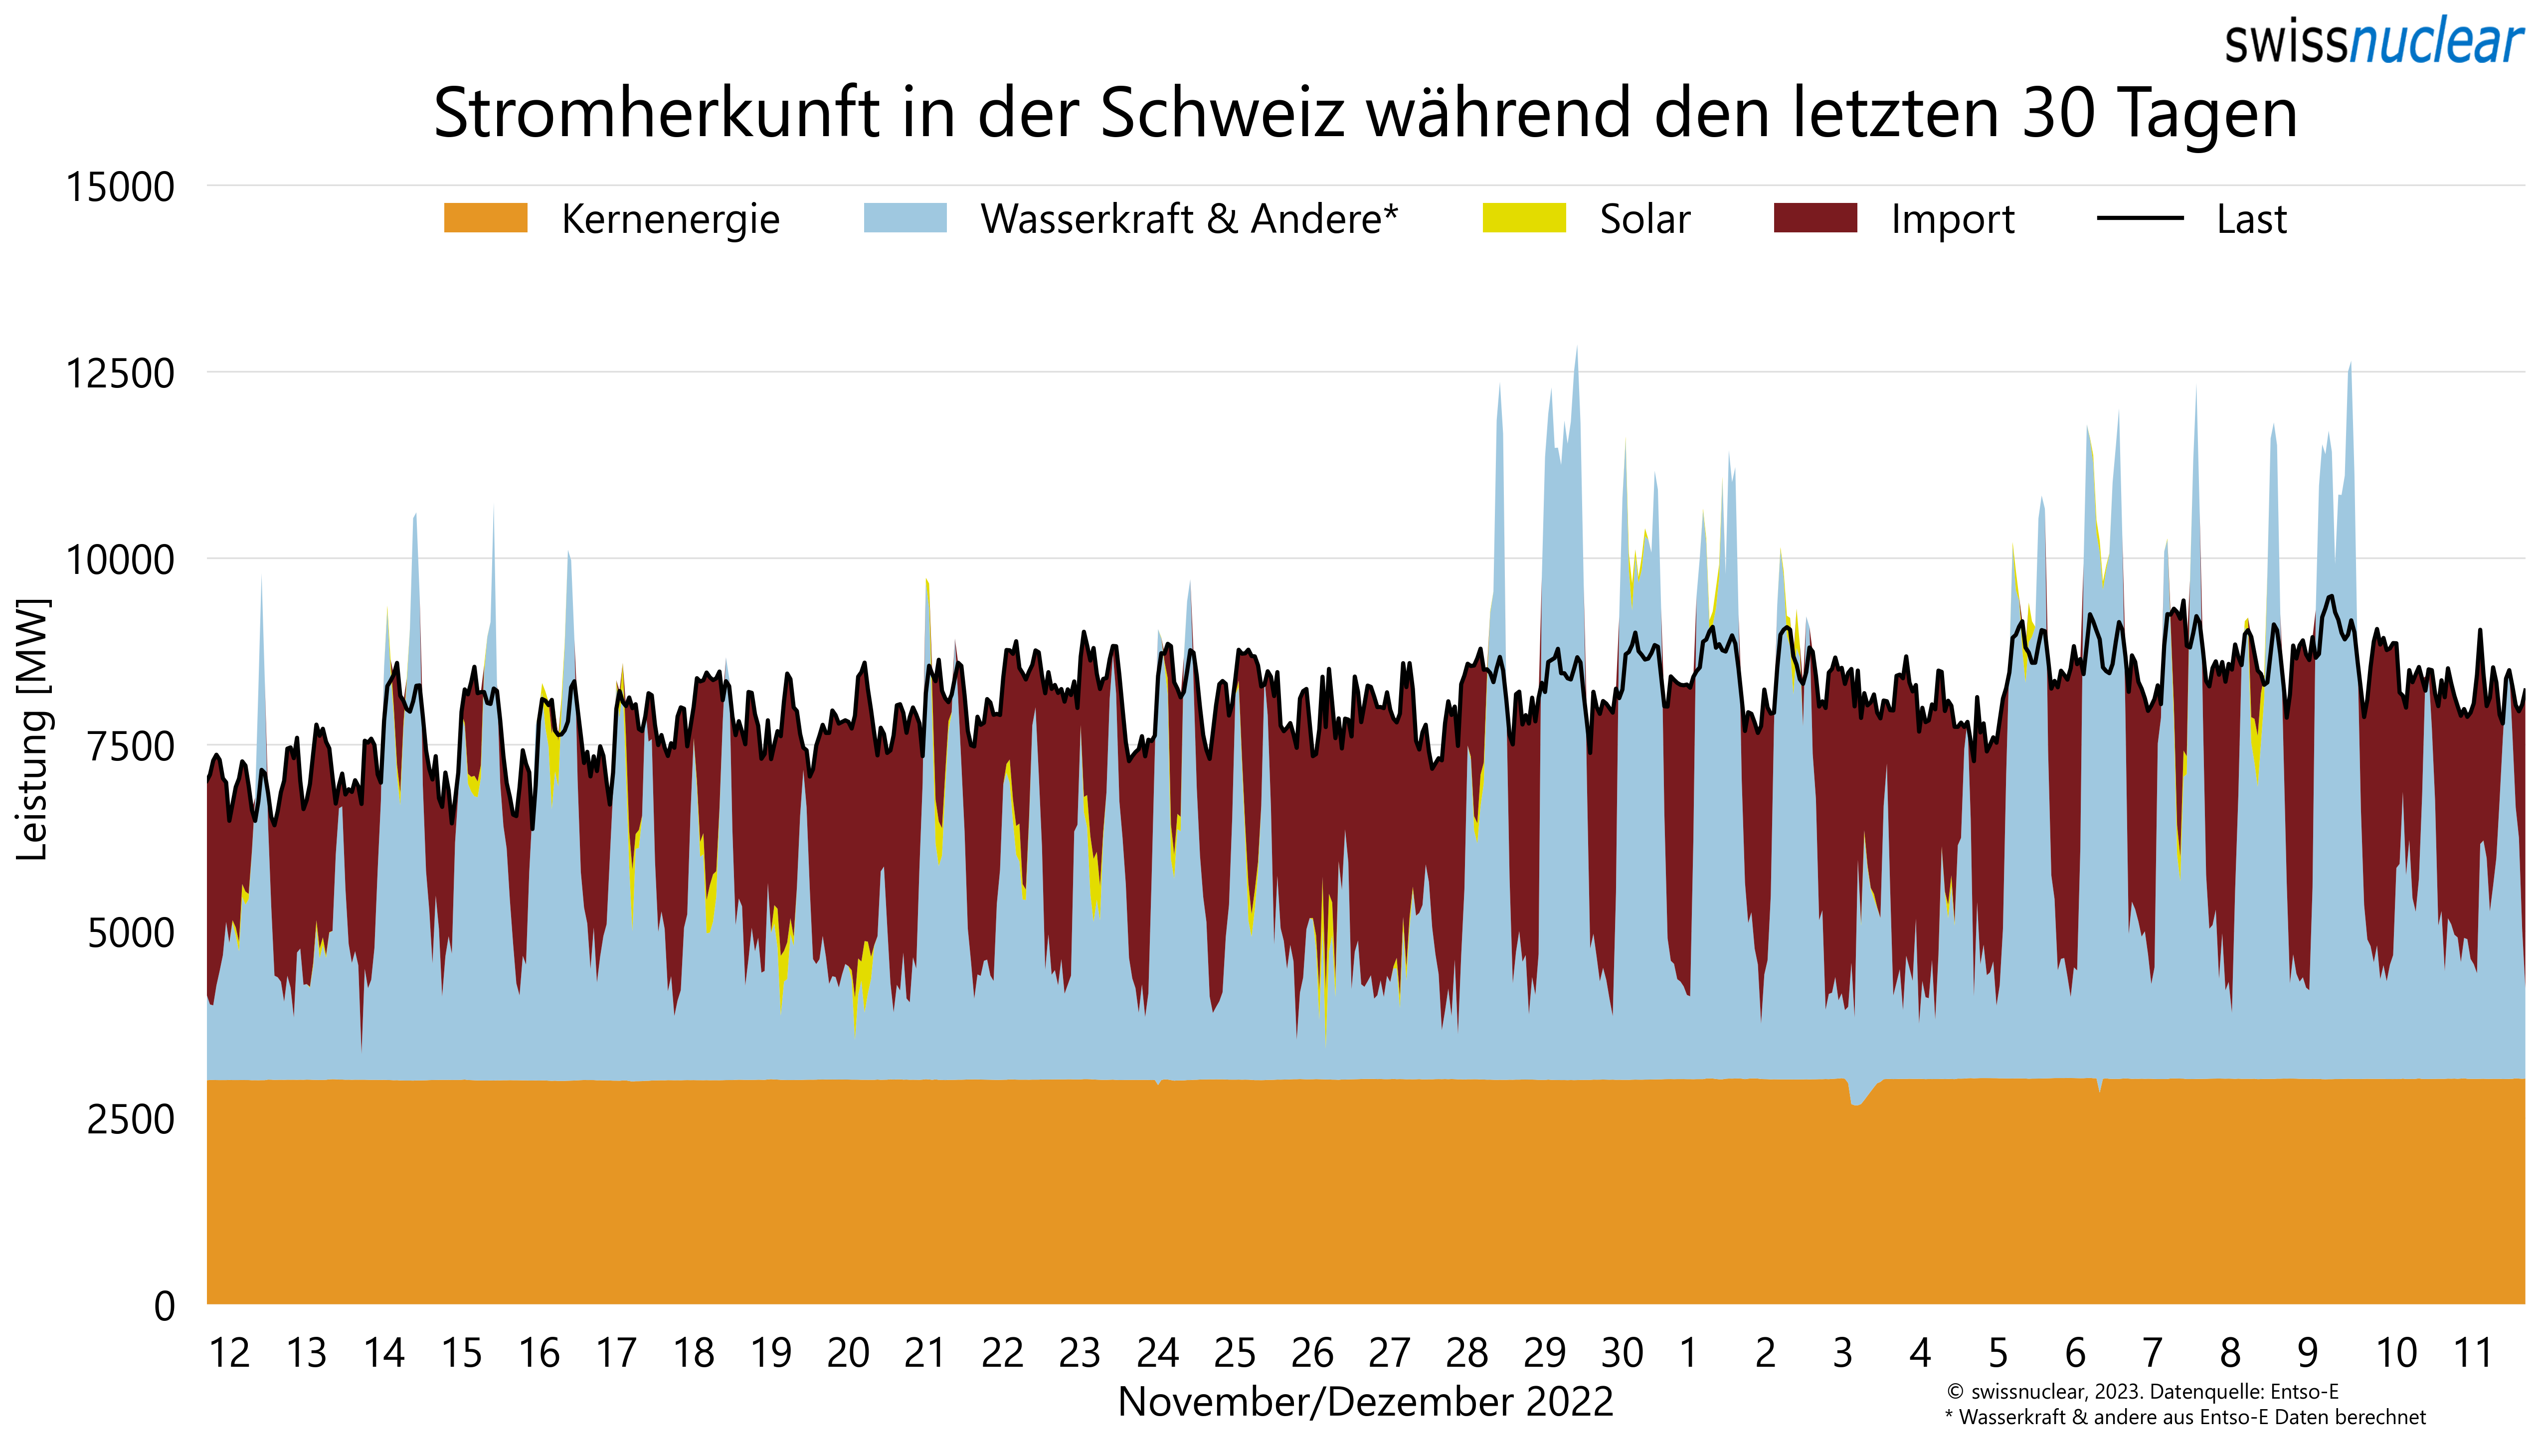 swissnuclear
Stromherkunft in der Schweiz während den letzten 30 Tagen
15000
Kernenergie Wasserkraft & Andere* Solar Import Last
12500
10000
7500
5000
2500
0
Leistung [MW]
12 13 14 15 16 17 18 19 20 21 22 23 24 25 26 27 28 29 30 1 2 3 4 5 6 7 8 9 10 11
November/Dezember 2022
© swissnuclear, 2023. Datenquelle: Entso-E
* Wasserkraft & andere aus Entso-E Daten berechnet